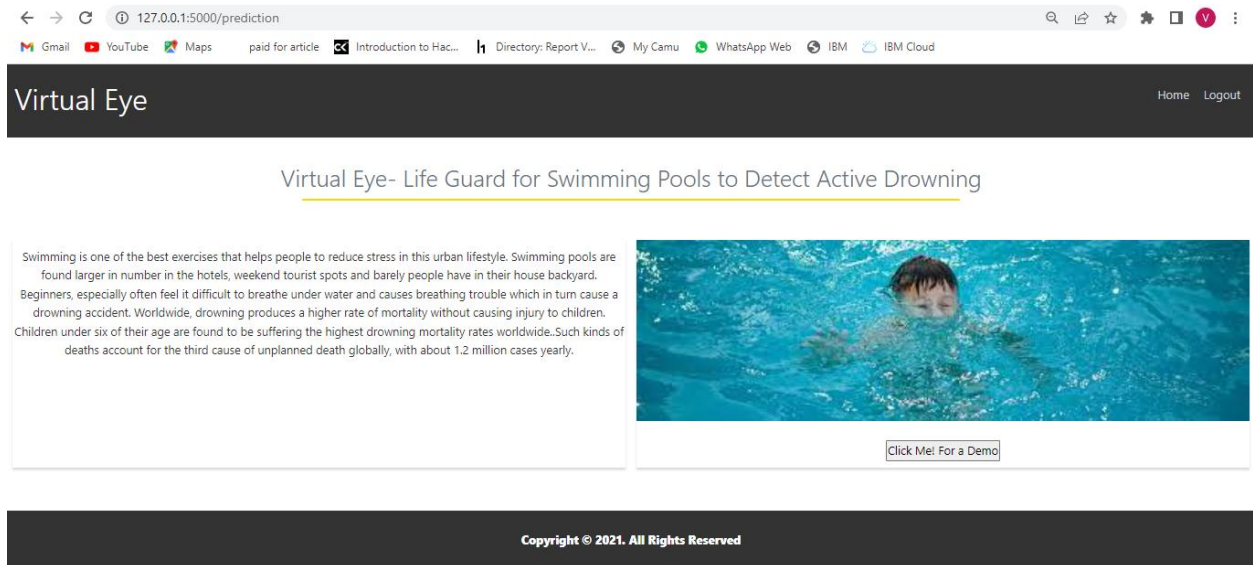 127.0.0.1:5000/prediction
V
Gmail YouTube Maps paid for article Introduction to Hac... Directory: Report V... My Camu WhatsApp Web IBM IBM Cloud
Virtual Eye
Home Logout
Virtual Eye- Life Guard for Swimming Pools to Detect Active Drowning
Swimming is one of the best exercises that helps people to reduce stress in this urban lifestyle. Swimming pools are
found larger in number in the hotels, weekend tourist spots and barely people have in their house backyard.
Beginners, especially often feel it difficult to breathe under water and causes breathing trouble which in turn cause a
drowning accident. Worldwide, drowning produces a higher rate of mortality without causing injury to children.
Children under six of their age are found to be suffering the highest drowning mortality rates worldwide..Such kinds of
deaths account for the third cause of unplanned death globally, with about 1.2 million cases yearly.
Click Me! For a Demo
Copyright © 2021. All Rights Reserved